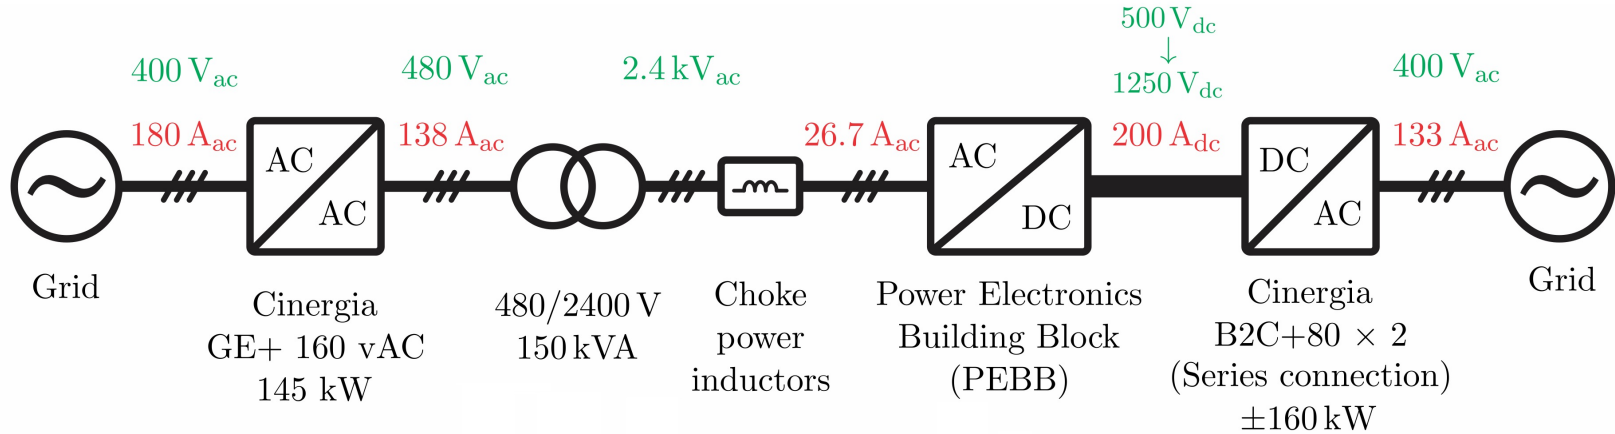 500 Vdc
↓
400 Vac
480 Vac
2.4 kVac
1250 Vdc
400 Vac
180 Aac
138 Aac
26.7 Aac
200 Adc
133 Aac
AC
AC
AC
DC
DC
AC
Grid
Cinergia
GE+ 160 vAC
145 kW
480/2400 V
150 kVA
Choke
power
inductors
Power Electronics
Building Block
(PEBB)
Cinergia
B2C+80 × 2
(Series connection)
±160 kW
Grid